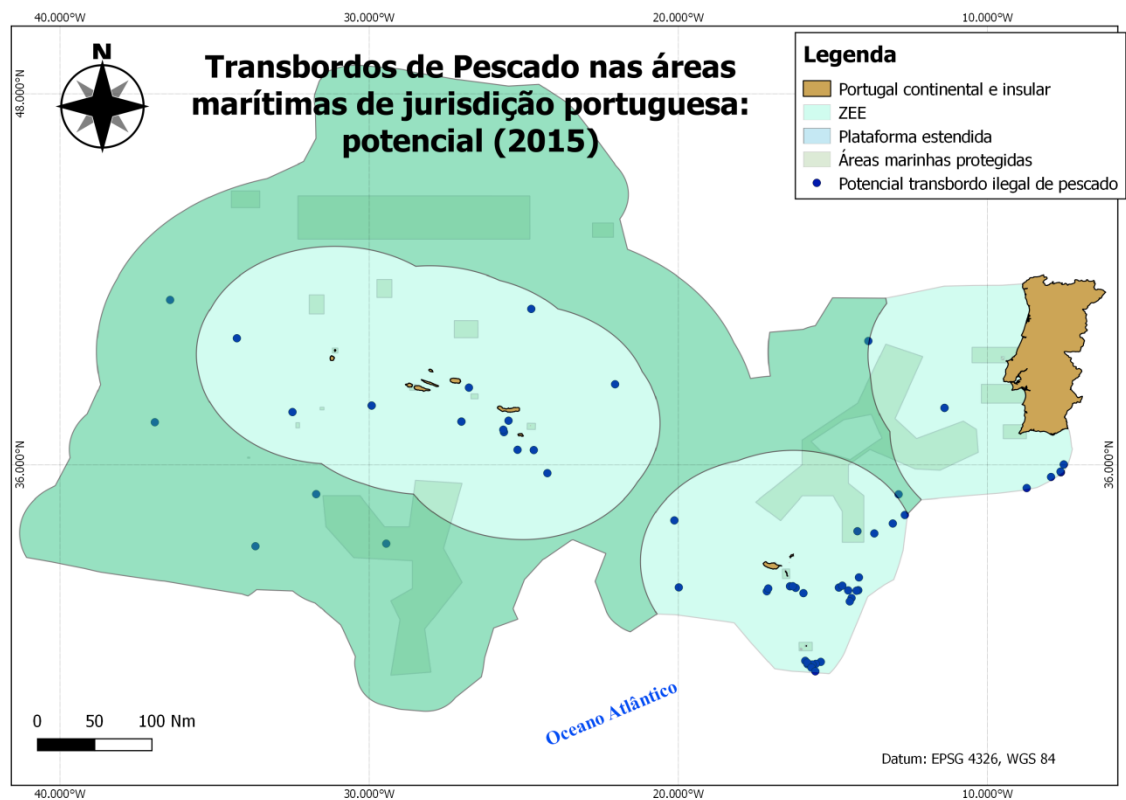 40.000°W 30.000°W 20.000°W 10.000°W
N
Transbordos de Pescado nas áreas
marítimas de jurisdição portuguesa:
potencial (2015)
Legenda
Portugal continental e insular
ZEE
Plataforma estendida
Áreas marinhas protegidas
Potencial transbordo ilegal de pescado
48.000°N
36.000°N
36.000°N
Oceano Atlântico
0 50 100 Nm
Datum: EPSG 4326, WGS 84
40.000°W 30.000°W 20.000°W 10.000°W